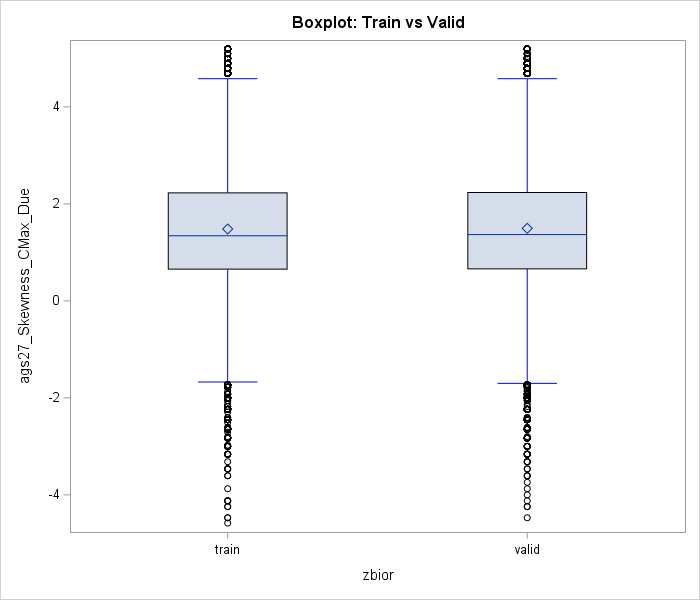 Boxplot: Train vs Valid
ags27_Skewness_CMax_Due
4
2
0
-2
-4
train
valid
zbior